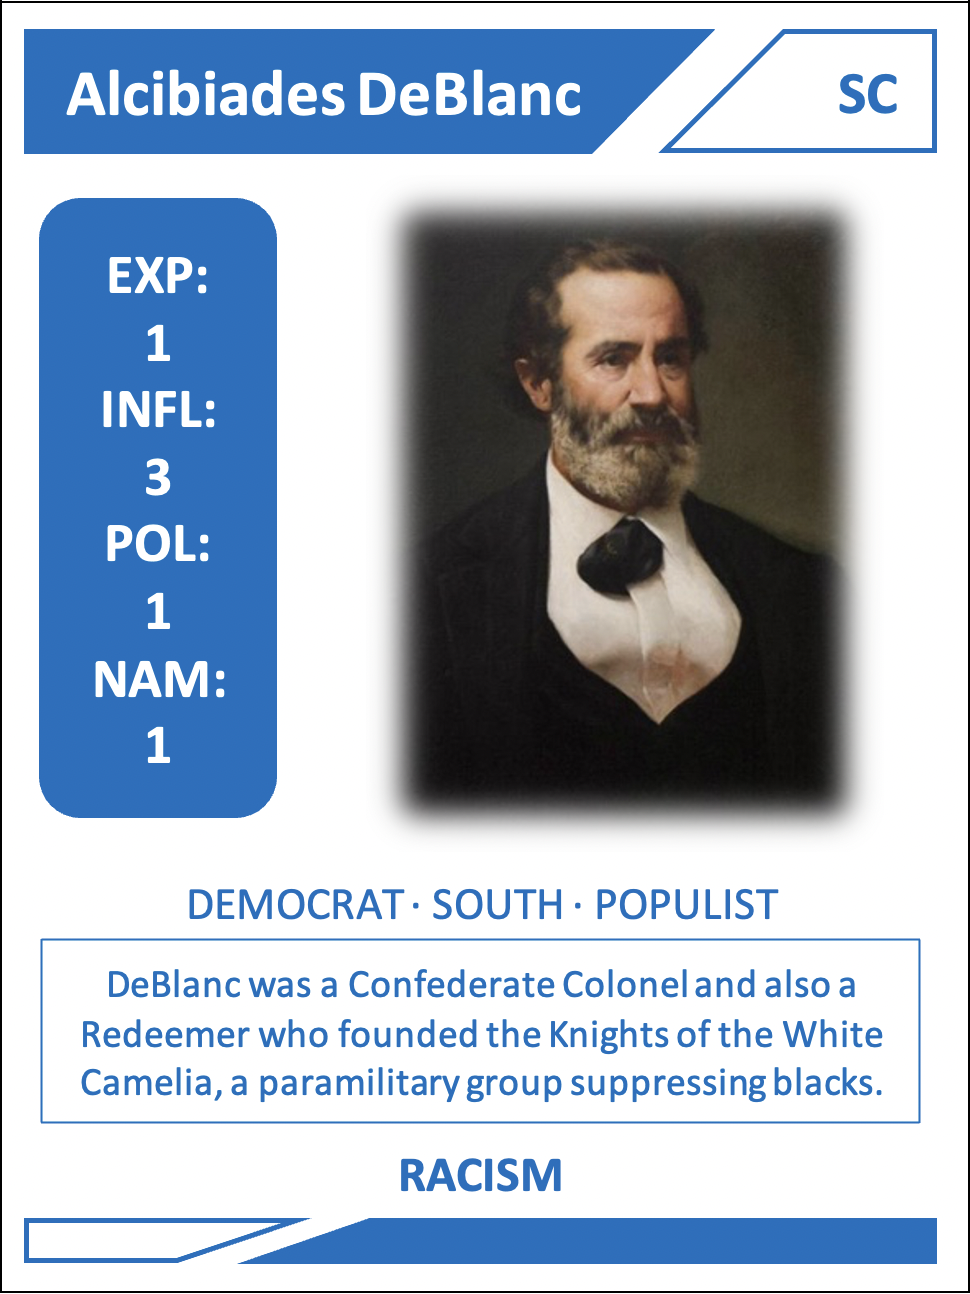 Alcibiades DeBlanc
SC
EXP:
1
INFL:
3
POL:
1
NAM:
1
DEMOCRAT · SOUTH · POPULIST
DeBlanc was a Confederate Colonel and also a
Redeemer who founded the Knights of the White
Camelia, a paramilitary group suppressing blacks.
RACISM